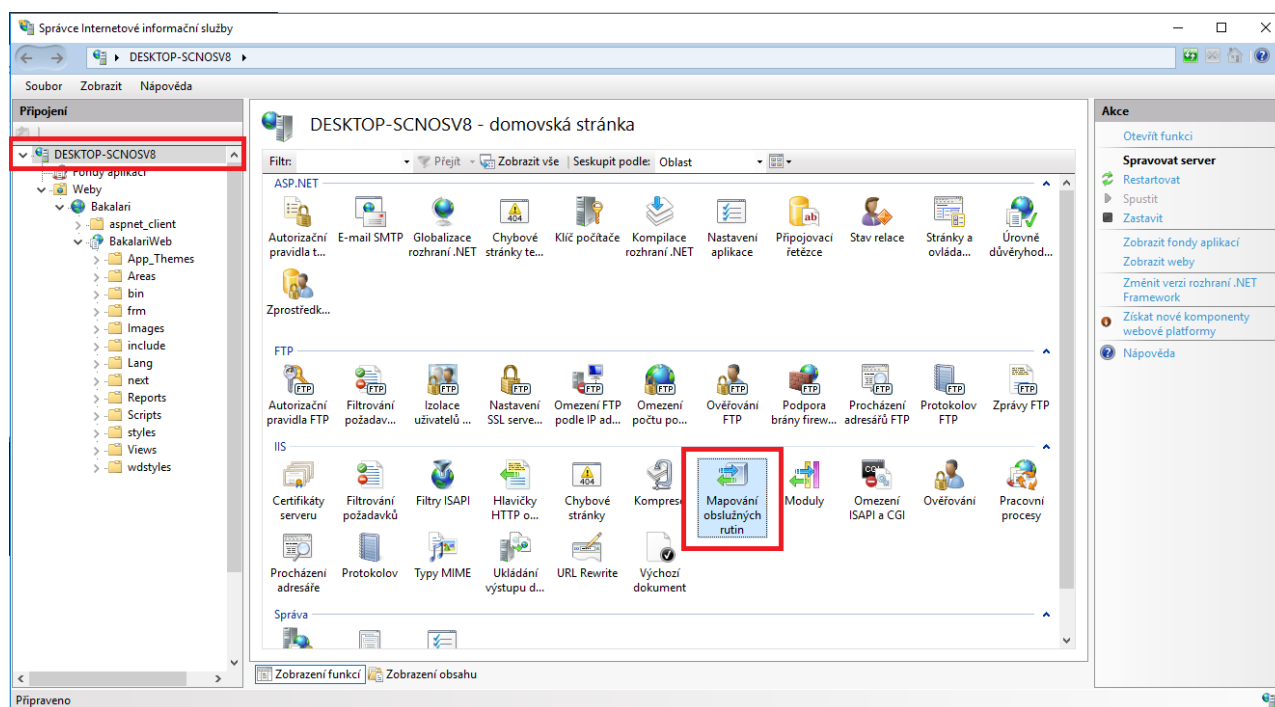 Správce Internetové informační služby
DESKTOP-SCNOSV8
Soubor Zobrazit Nápověda
Připojení
DESKTOP-SCNOSV8
Fondy aplikací
Weby
Bakalari
aspnet_client
BakalariWeb
App_Themes
Areas
bin
frm
Images
include
Lang
next
Reports
Scripts
styles
Views
wdstyles
DESKTOP-SCNOSV8 - domovská stránka
Filtr: Přejít Zobrazit vše Seskupit podle: Oblast
ASP.NET
Autorizační E-mail SMTP Globalizace Chybové Klíč počítače Kompilace Nastavení Připojovací Stav relace Stránky a Úrovně
pravidla t... rozhraní .NET stránky te... rozhraní .NET aplikace řetězce ovláda... důvěryhod...
Zprostředk...
FTP
Autorizační Filtrování Izolace Nastavení Omezení FTP Omezení Ověřování Podpora Procházení Protokolov Zprávy FTP
pravidla FTP požadav... uživatelů ... SSL serve... podle IP ad... počtu po... FTP brány firew... adresářů FTP FTP
IIS
Certifikáty Filtrování Filtry ISAPI Hlavičky Chybové Komprese Mapování Moduly Omezení Ověřování Pracovní
serveru požadavků HTTP o... stránky obslužných ISAPI a CGI procesy
rutin
Procházení Protokolov Typy MIME Ukládání URL Rewrite Výchozí
adresáře výstupu d... dokument
Správa
Zobrazení funkcí Zobrazení obsahu
Akce
Otevřít funkci
Spravovat server
Restartovat
Spustit
Zastavit
Zobrazit fondy aplikací
Zobrazit weby
Změnit verzi rozhraní .NET
Framework
Získat nové komponenty
webové platformy
Nápověda
Připraveno